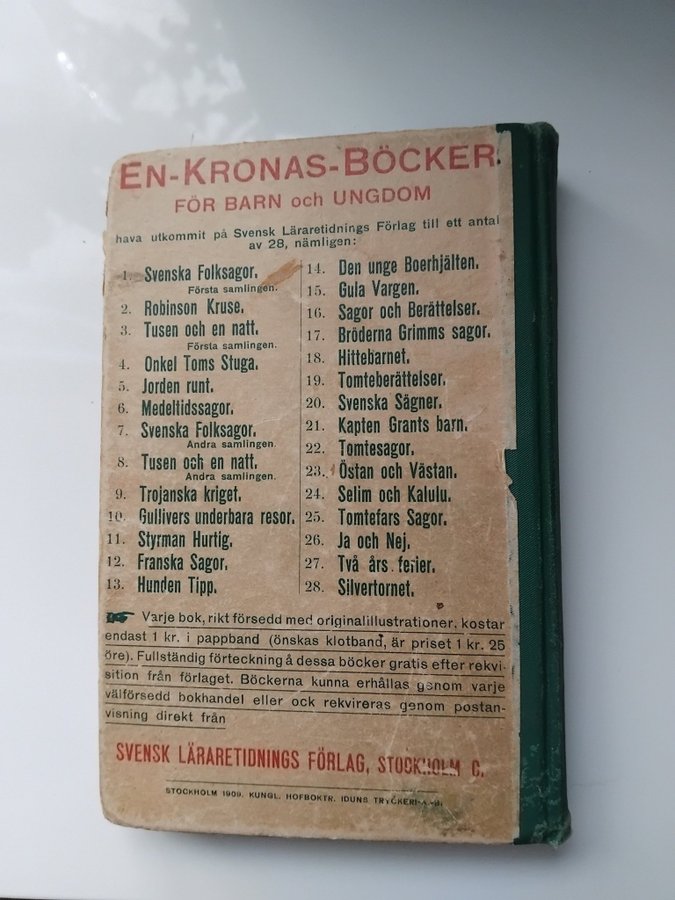 EN-KRONAS-BÖCKER
FÖR BARN och UNGDOM
hava utkommit på Svensk Läraretidnings Förlag till ett antal
av 28, nämligen:
1. Svenska Folksagor.
Första samlingen.
2. Robinson Kruse.
3. Tusen och en natt.
Första samlingen.
4. Onkel Toms Stuga.
5. Jorden runt.
6. Medeltidssagor.
7. Svenska Folksagor.
Andra samlingen.
8. Tusen och en natt.
Andra samlingen.
9. Trojanska kriget.
10. Gullivers underbara resor.
11. Styrman Hurtig.
12. Franska Sagor.
13. Hunden Tipp.
14. Den unge Boerhjälten.
15. Gula Vargen.
16. Sagor och Berättelser.
17. Bröderna Grimms sagor.
18. Hittebarnet.
19. Tomteberättelser.
20. Svenska Sägner.
21. Kapten Grants barn.
22. Tomtesagor.
23. Östan och Västan.
24. Selim och Kalulu.
25. Tomtefars Sagor.
26. Ja och Nej.
27. Två års ferier.
28. Silvertornet.
☛ Varje bok, rikt försedd med originalillustrationer, kostar
endast 1 kr. i pappband (önskas klotband, är priset 1 kr. 25
öre). Fullständig förteckning å dessa böcker gratis efter rekvi-
sition från förlaget. Böckerna kunna erhållas genom varje
välförsedd bokhandel eller ock rekvireras genom postan-
visning direkt från
SVENSK LÄRARETIDNINGS FÖRLAG, STOCKHOLM C.
STOCKHOLM 1909. KUNGL. HOFBOKTR. IDUNS TRYCKERI-A.-B.